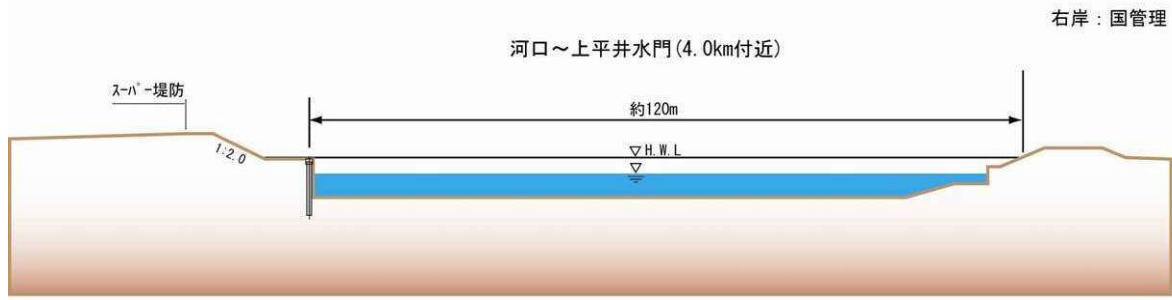 右岸：国管理
河口～上平井水門(4.0km付近)
ｽｰﾊﾟｰ堤防
約120m
1:2.0
▽H.W.L
▽